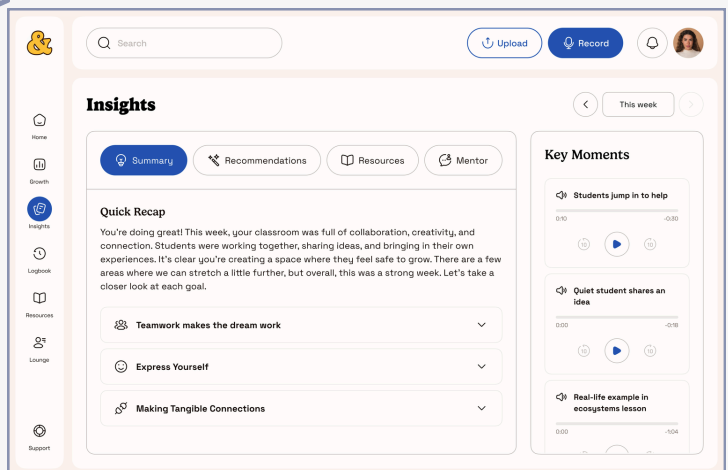 &
Search
Upload
Record
Home
Growth
Insights
Logbook
Resources
Lounge
Support
Insights
This week
Summary
Recommendations
Resources
Mentor
Quick Recap
You're doing great! This week, your classroom was full of collaboration, creativity, and
connection. Students were working together, sharing ideas, and bringing in their own
experiences. It's clear you're creating a space where they feel safe to grow. There are a few
areas where we can stretch a little further, but overall, this was a strong week. Let's take a
closer look at each goal.
Teamwork makes the dream work
Express Yourself
Making Tangible Connections
Key Moments
Students jump in to help
0:10
-0:30
10
10
Quiet student shares an
idea
0:00
-0:18
10
10
Real-life example in
ecosystems lesson
0:00
-1:04